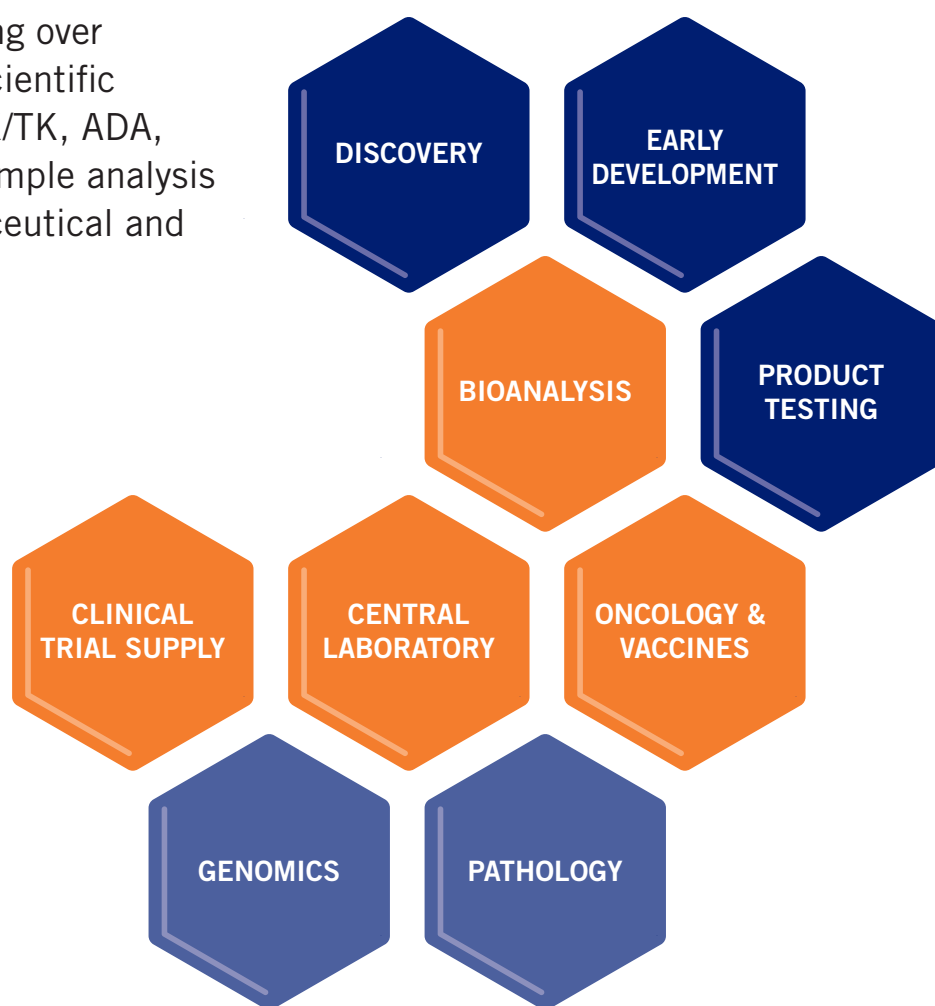 ng over
cientific
/TK, ADA,
mple analysis
ceutical and
DISCOVERY
EARLY
DEVELOPMENT
BIOANALYSIS
PRODUCT
TESTING
CLINICAL
TRIAL SUPPLY
CENTRAL
LABORATORY
ONCOLOGY &
VACCINES
GENOMICS
PATHOLOGY